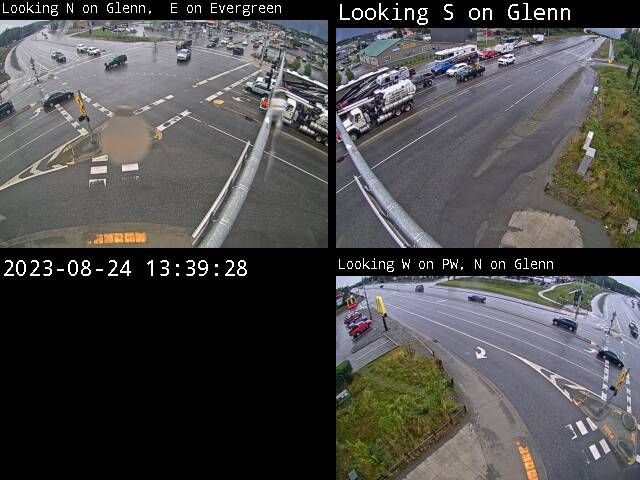 Looking N on Glenn, E on Evergreen
Looking S on Glenn
2023-08-24 13:39:28
Looking W on PW, N on Glenn